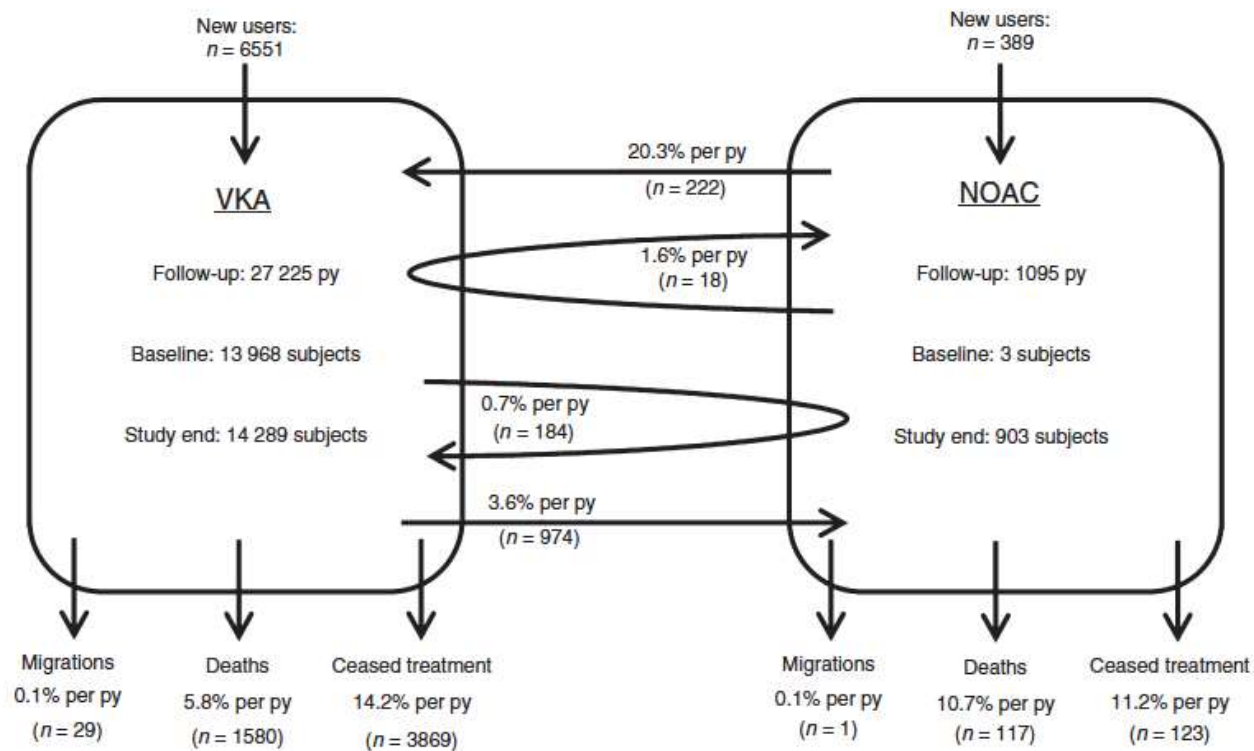 New users:
n = 6551
New users:
n = 389
VKA
Follow-up: 27 225 py
Baseline: 13 968 subjects
Study end: 14 289 subjects
20.3% per py
(n = 222)
1.6% per py
(n = 18)
0.7% per py
(n = 184)
3.6% per py
(n = 974)
NOAC
Follow-up: 1095 py
Baseline: 3 subjects
Study end: 903 subjects
Migrations
0.1% per py
(n = 29)
Deaths
5.8% per py
(n = 1580)
Ceased treatment
14.2% per py
(n = 3869)
Migrations
0.1% per py
(n = 1)
Deaths
10.7% per py
(n = 117)
Ceased treatment
11.2% per py
(n = 123)